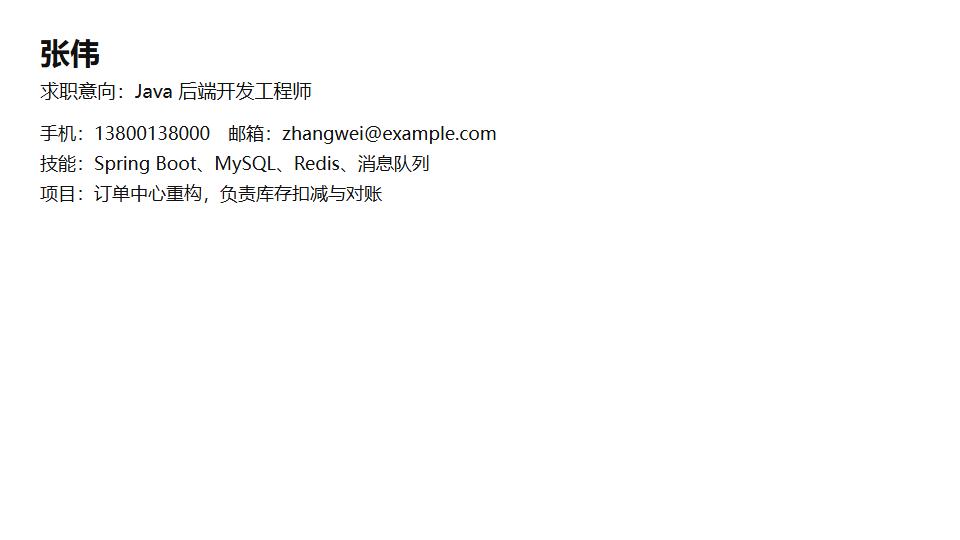 张伟
求职意向：Java 后端开发工程师
手机：13800138000 邮箱：zhangwei@example.com
技能：Spring Boot、MySQL、Redis、消息队列
项目：订单中心重构，负责库存扣减与对账